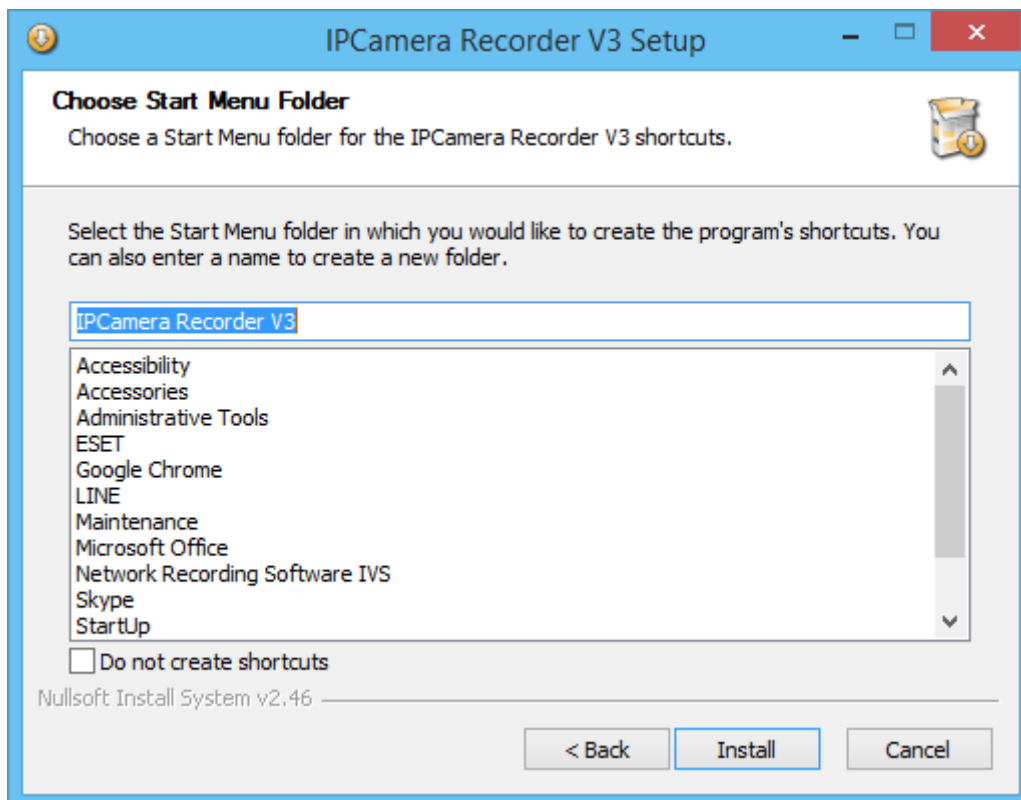 IPCamera Recorder V3 Setup
Choose Start Menu Folder
Choose a Start Menu folder for the IPCamera Recorder V3 shortcuts.
Select the Start Menu folder in which you would like to create the program's shortcuts. You
can also enter a name to create a new folder.
IPCamera Recorder V3
Accessibility
Accessories
Administrative Tools
ESET
Google Chrome
LINE
Maintenance
Microsoft Office
Network Recording Software IVS
Skype
StartUp
Do not create shortcuts
Nullsoft Install System v2.46
< Back
Install
Cancel